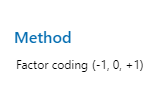 Method
Factor coding (-1, 0, +1)